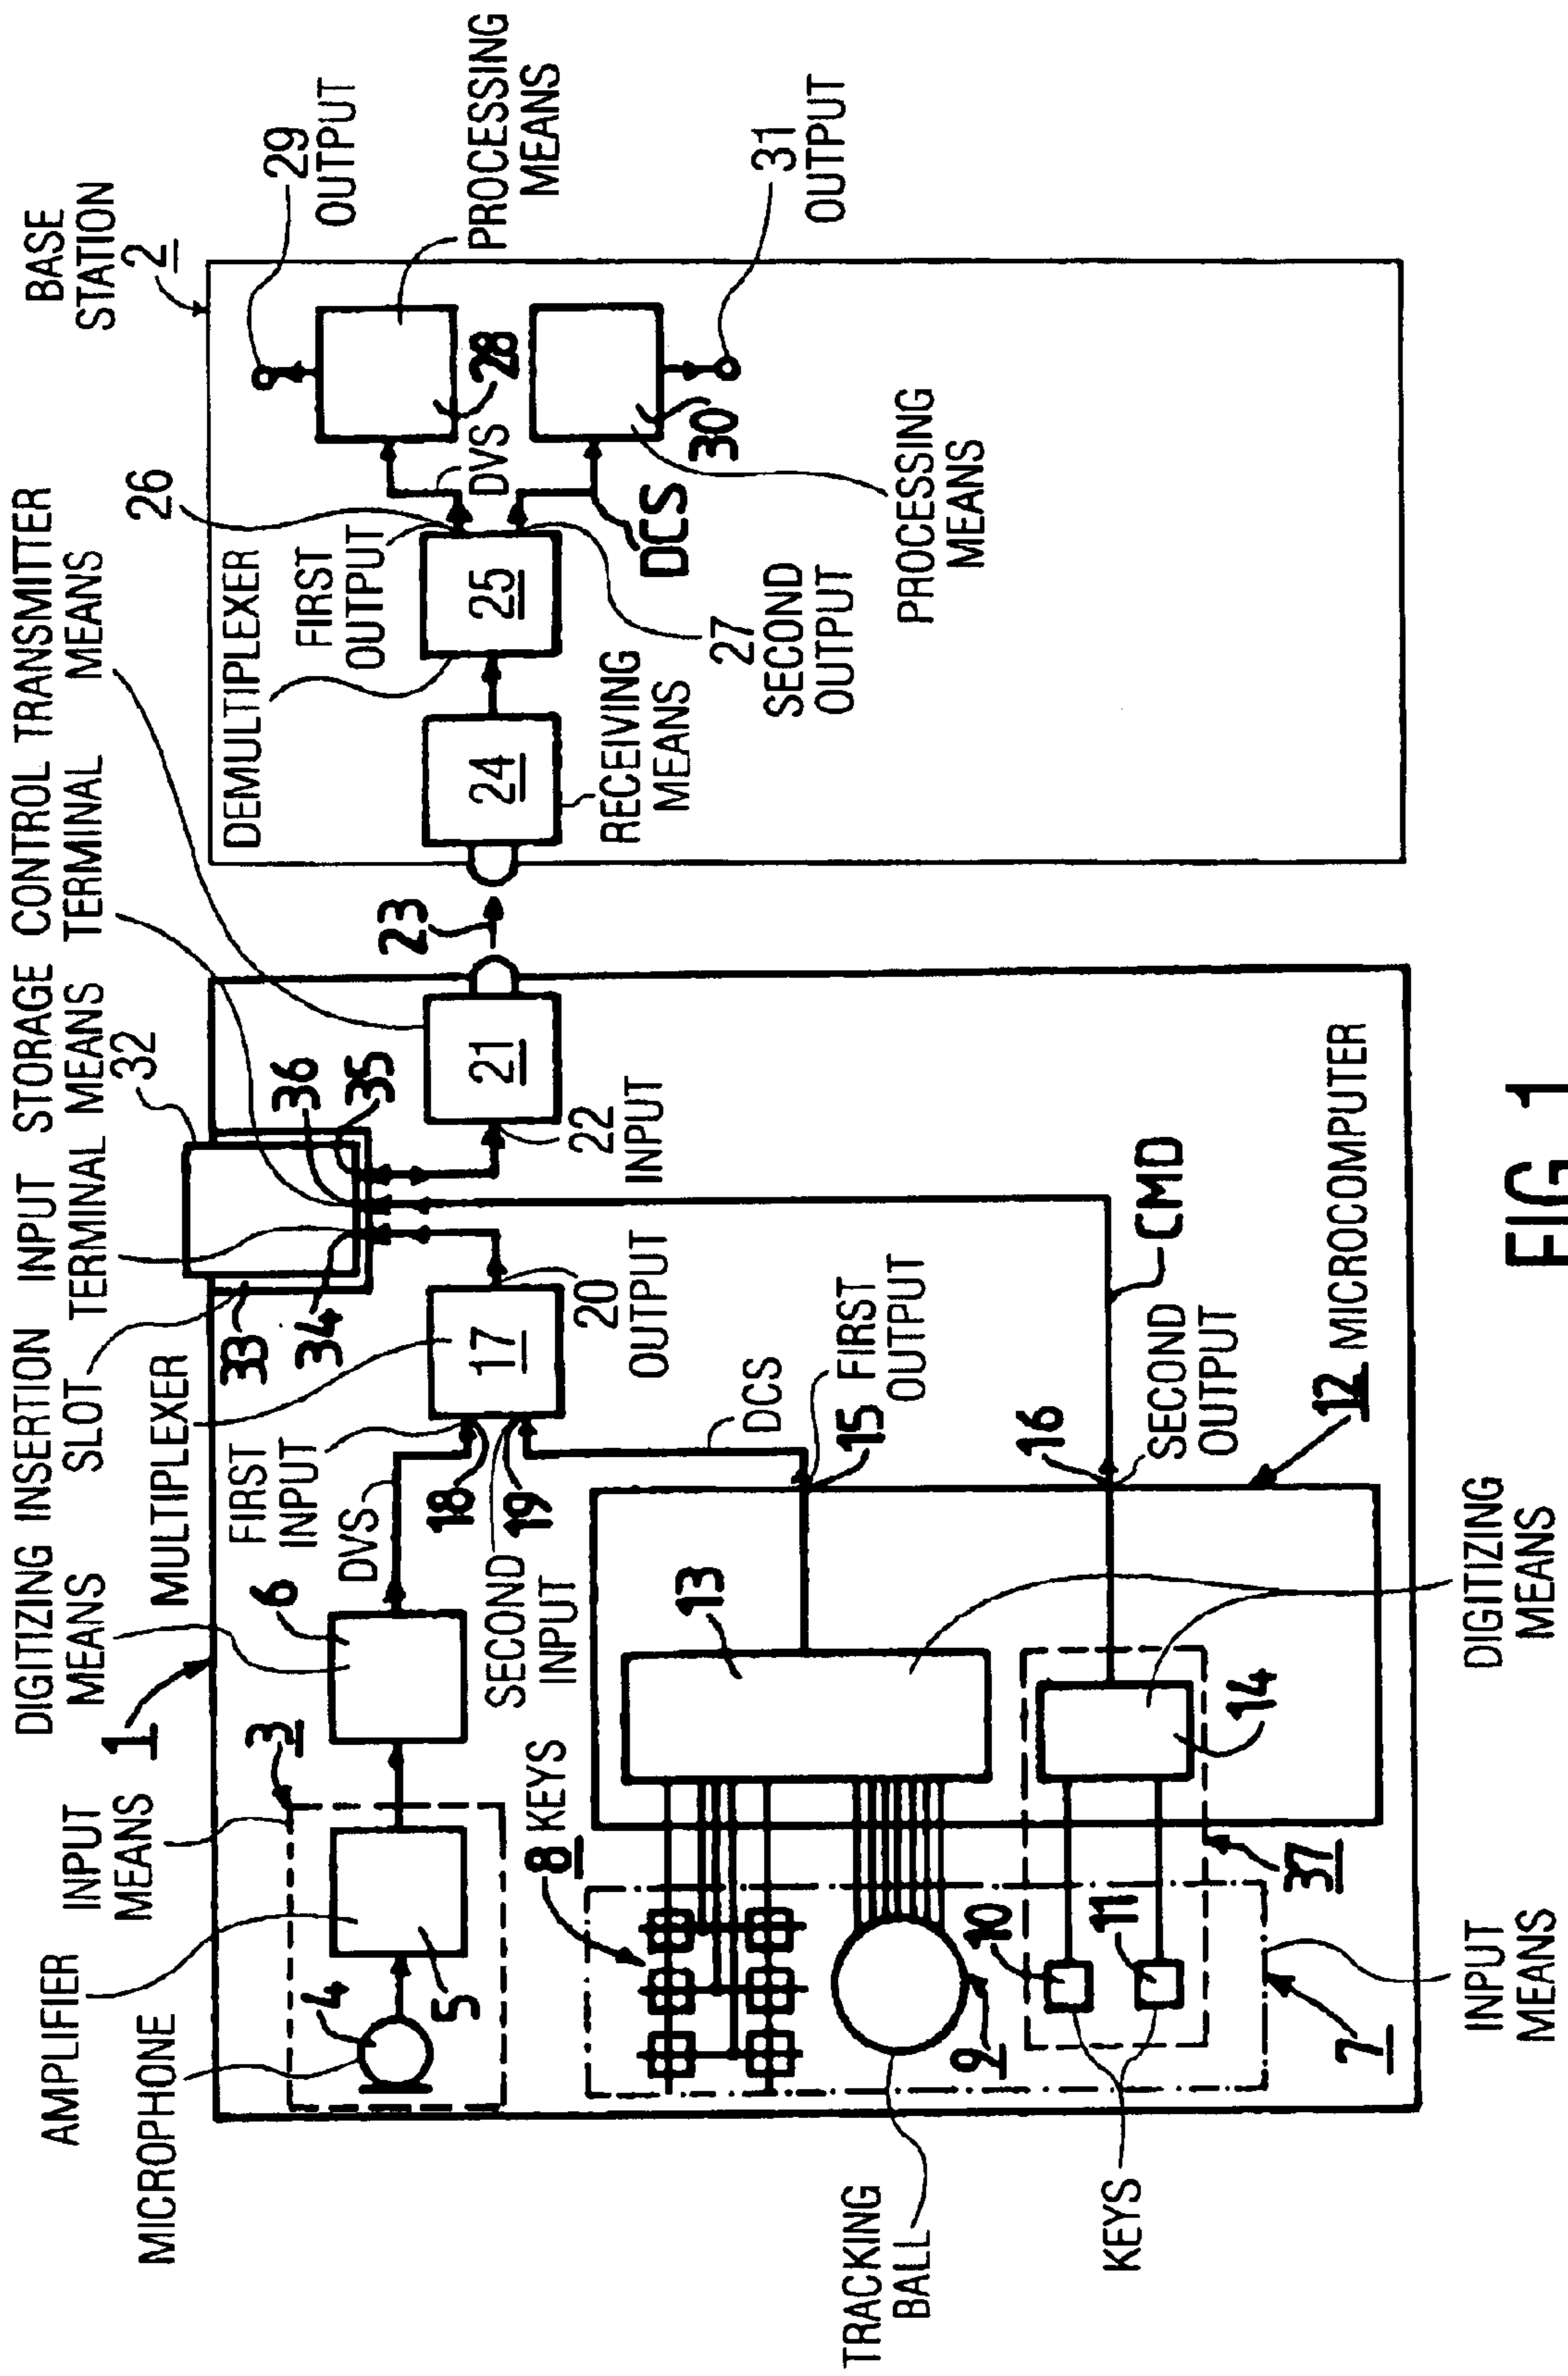 DIGITIZING
MEANS
INSERTION
SLOT
INPUT
TERMINAL
STORAGE
MEANS
32
CONTROL
TERMINAL
TRANSMITTER
MEANS
BASE
STATION
2
INPUT
MEANS
1
MULTIPLEXER
33
34
36
35
23
DEMULTIPLEXER
26
29
OUTPUT
AMPLIFIER
MICROPHONE
3
4
5
6
DVS
FIRST
INPUT
18
19
SECOND
INPUT
17
20
OUTPUT
21
22
INPUT
24
RECEIVING
MEANS
25
FIRST
OUTPUT
DVS
28
PROCESSING
MEANS
DCS
30
27
SECOND
OUTPUT
31
OUTPUT
PROCESSING
MEANS
8 KEYS
13
DCS
15
FIRST
OUTPUT
TRACKING
BALL
9
10
11
14
37
16
SECOND
OUTPUT
CMD
12 MICROCOMPUTER
KEYS
7
INPUT
MEANS
DIGITIZING
MEANS
FIG. 1